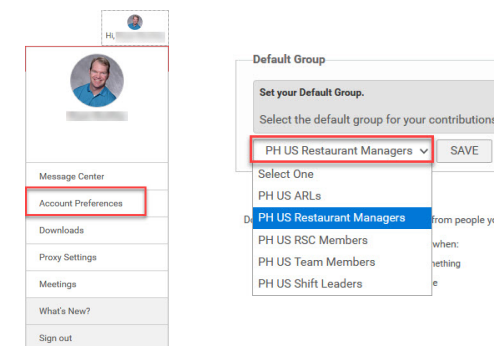 Hi,
Message Center
Account Preferences
Downloads
Proxy Settings
Meetings
What's New?
Sign out
Default Group
Set your Default Group.
Select the default group for your contributions
PH US Restaurant Managers
SAVE
Select One
PH US ARLs
PH US Restaurant Managers
from people yo
PH US RSC Members
when:
PH US Team Members
PH US Shift Leaders